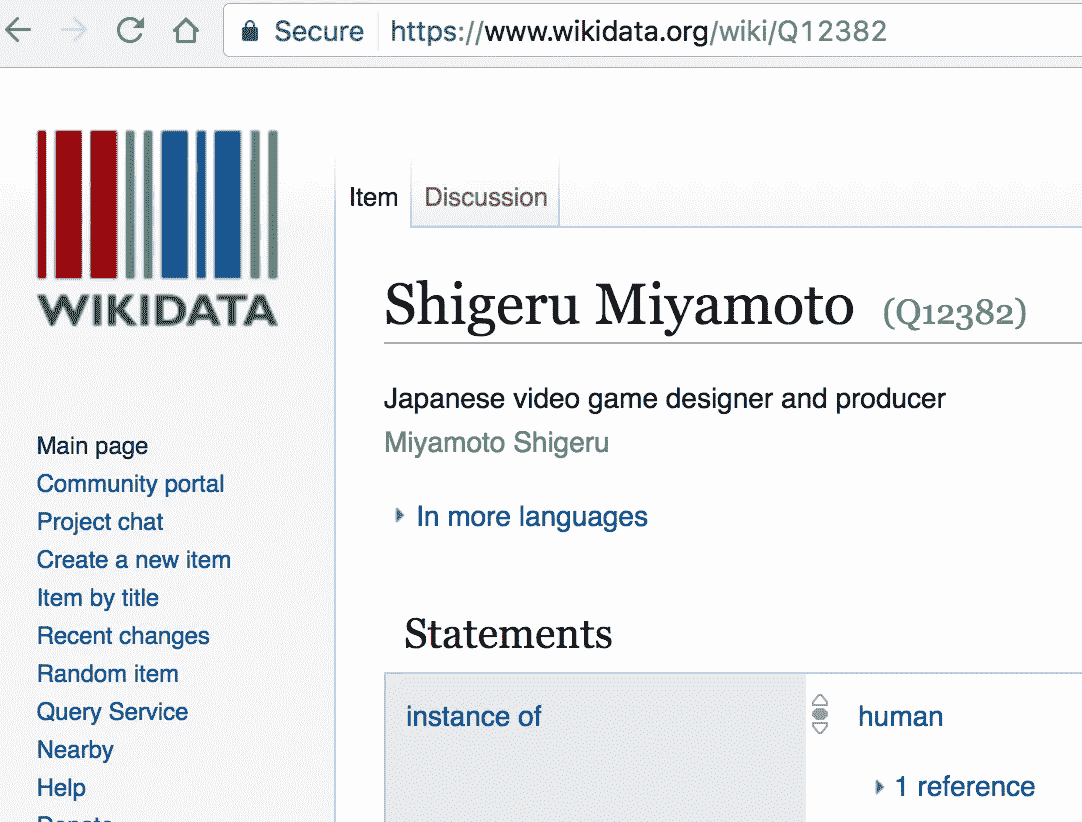 Secure https://www.wikidata.org/wiki/Q12382
WIKIDATA
Item Discussion
Shigeru Miyamoto (Q12382)
Japanese video game designer and producer
Miyamoto Shigeru
In more languages
Statements
instance of
human
1 reference
Main page
Community portal
Project chat
Create a new item
Item by title
Recent changes
Random item
Query Service
Nearby
Help